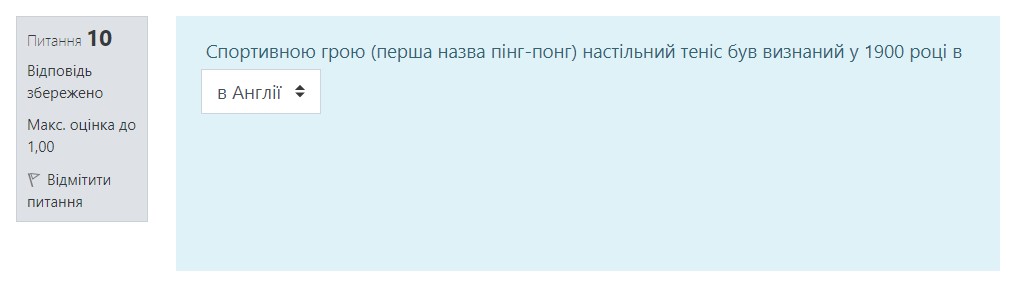 Питання 10
Відповідь
збережено
Макс. оцінка до
1,00
Відмітити
питання
Спортивною грою (перша назва пінг-понг) настільний теніс був визнаний у 1900 році в
в Англії